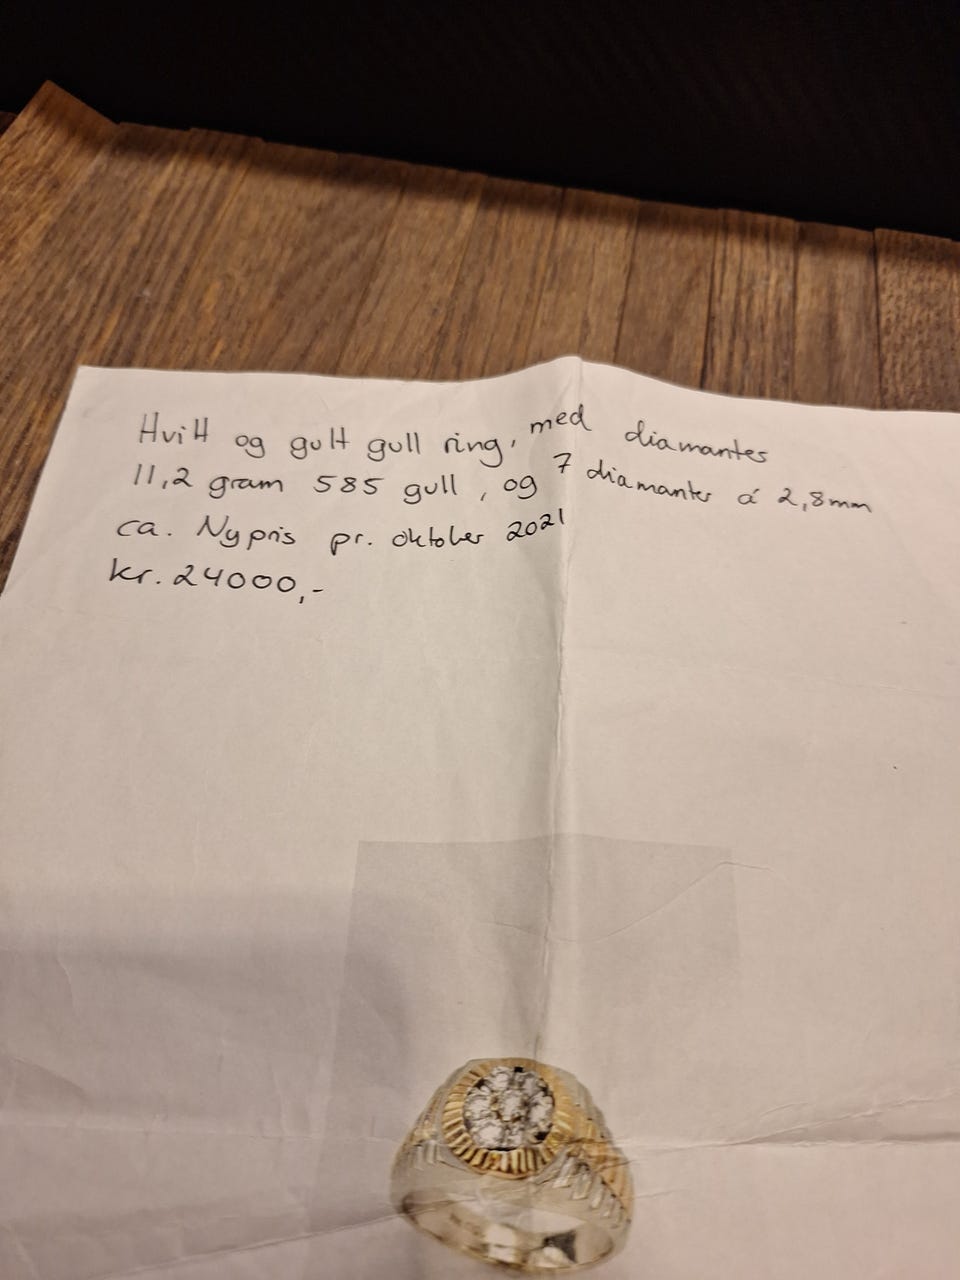 Hvitt og gult gull ring, med diamanter
11,2 gram 585 gull, og 7 diamanter á 2,8mm
ca. Nypris pr. oktober 2021
kr. 24000,-